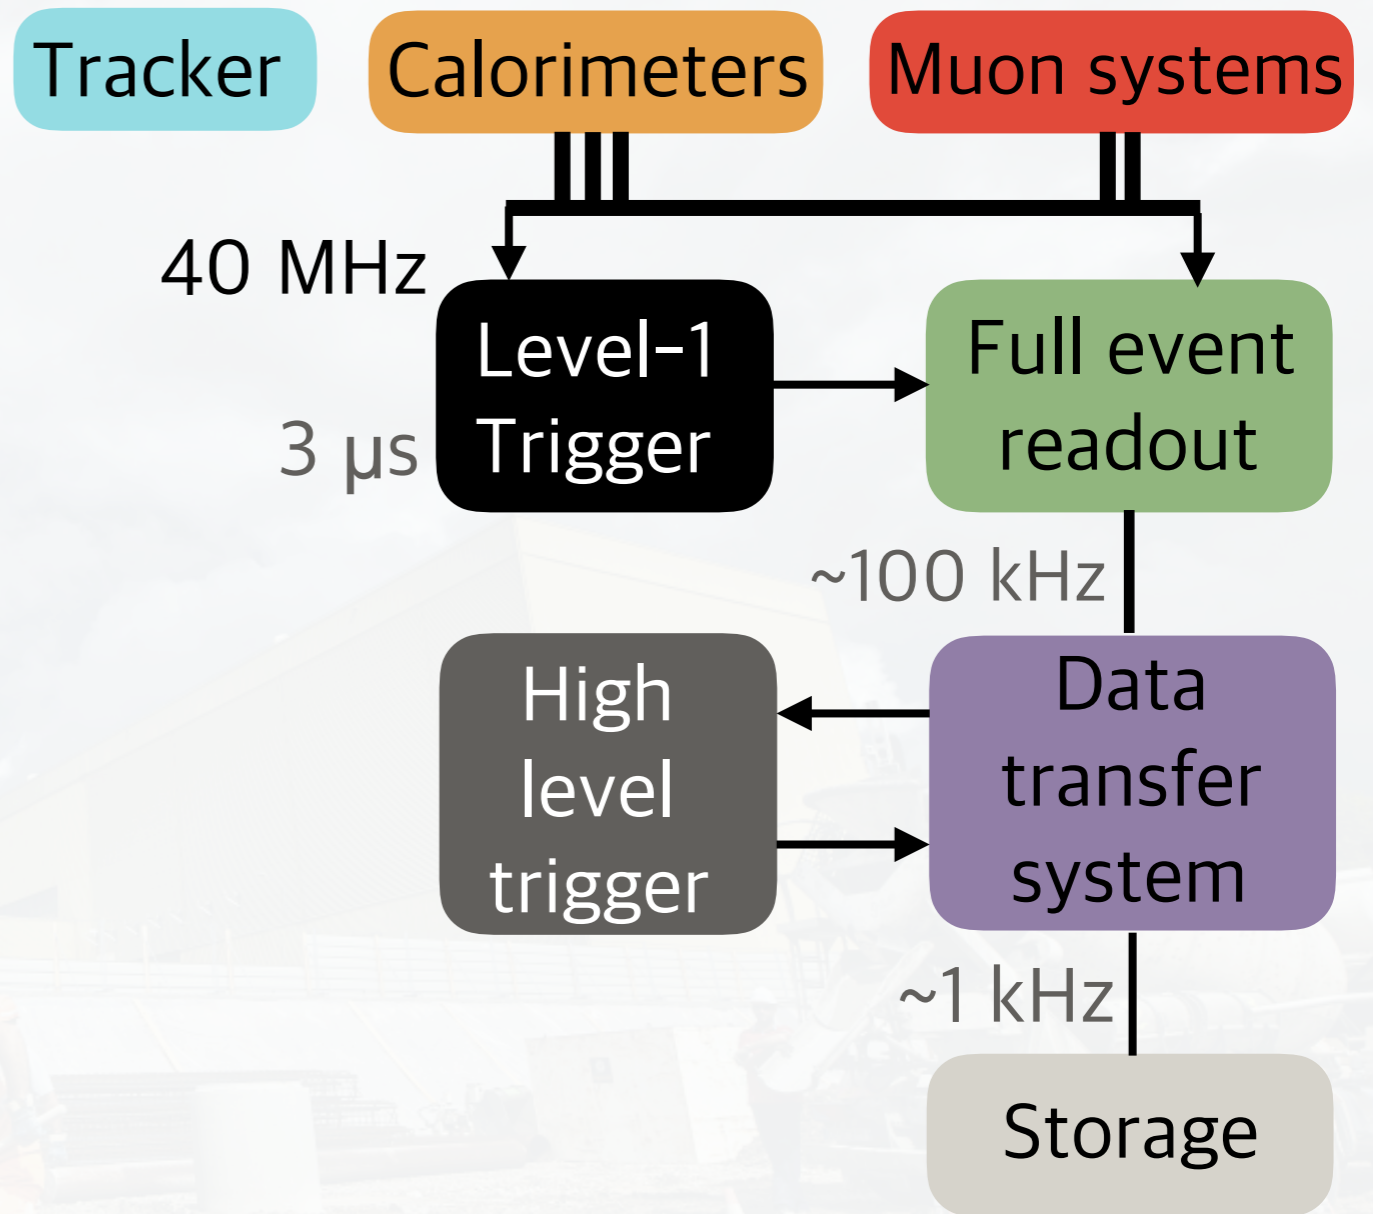 Tracker
Calorimeters
Muon systems
40 MHz
Level-1
Trigger
3 µs
Full event
readout
~100 kHz
High
level
trigger
Data
transfer
system
~1 kHz
Storage